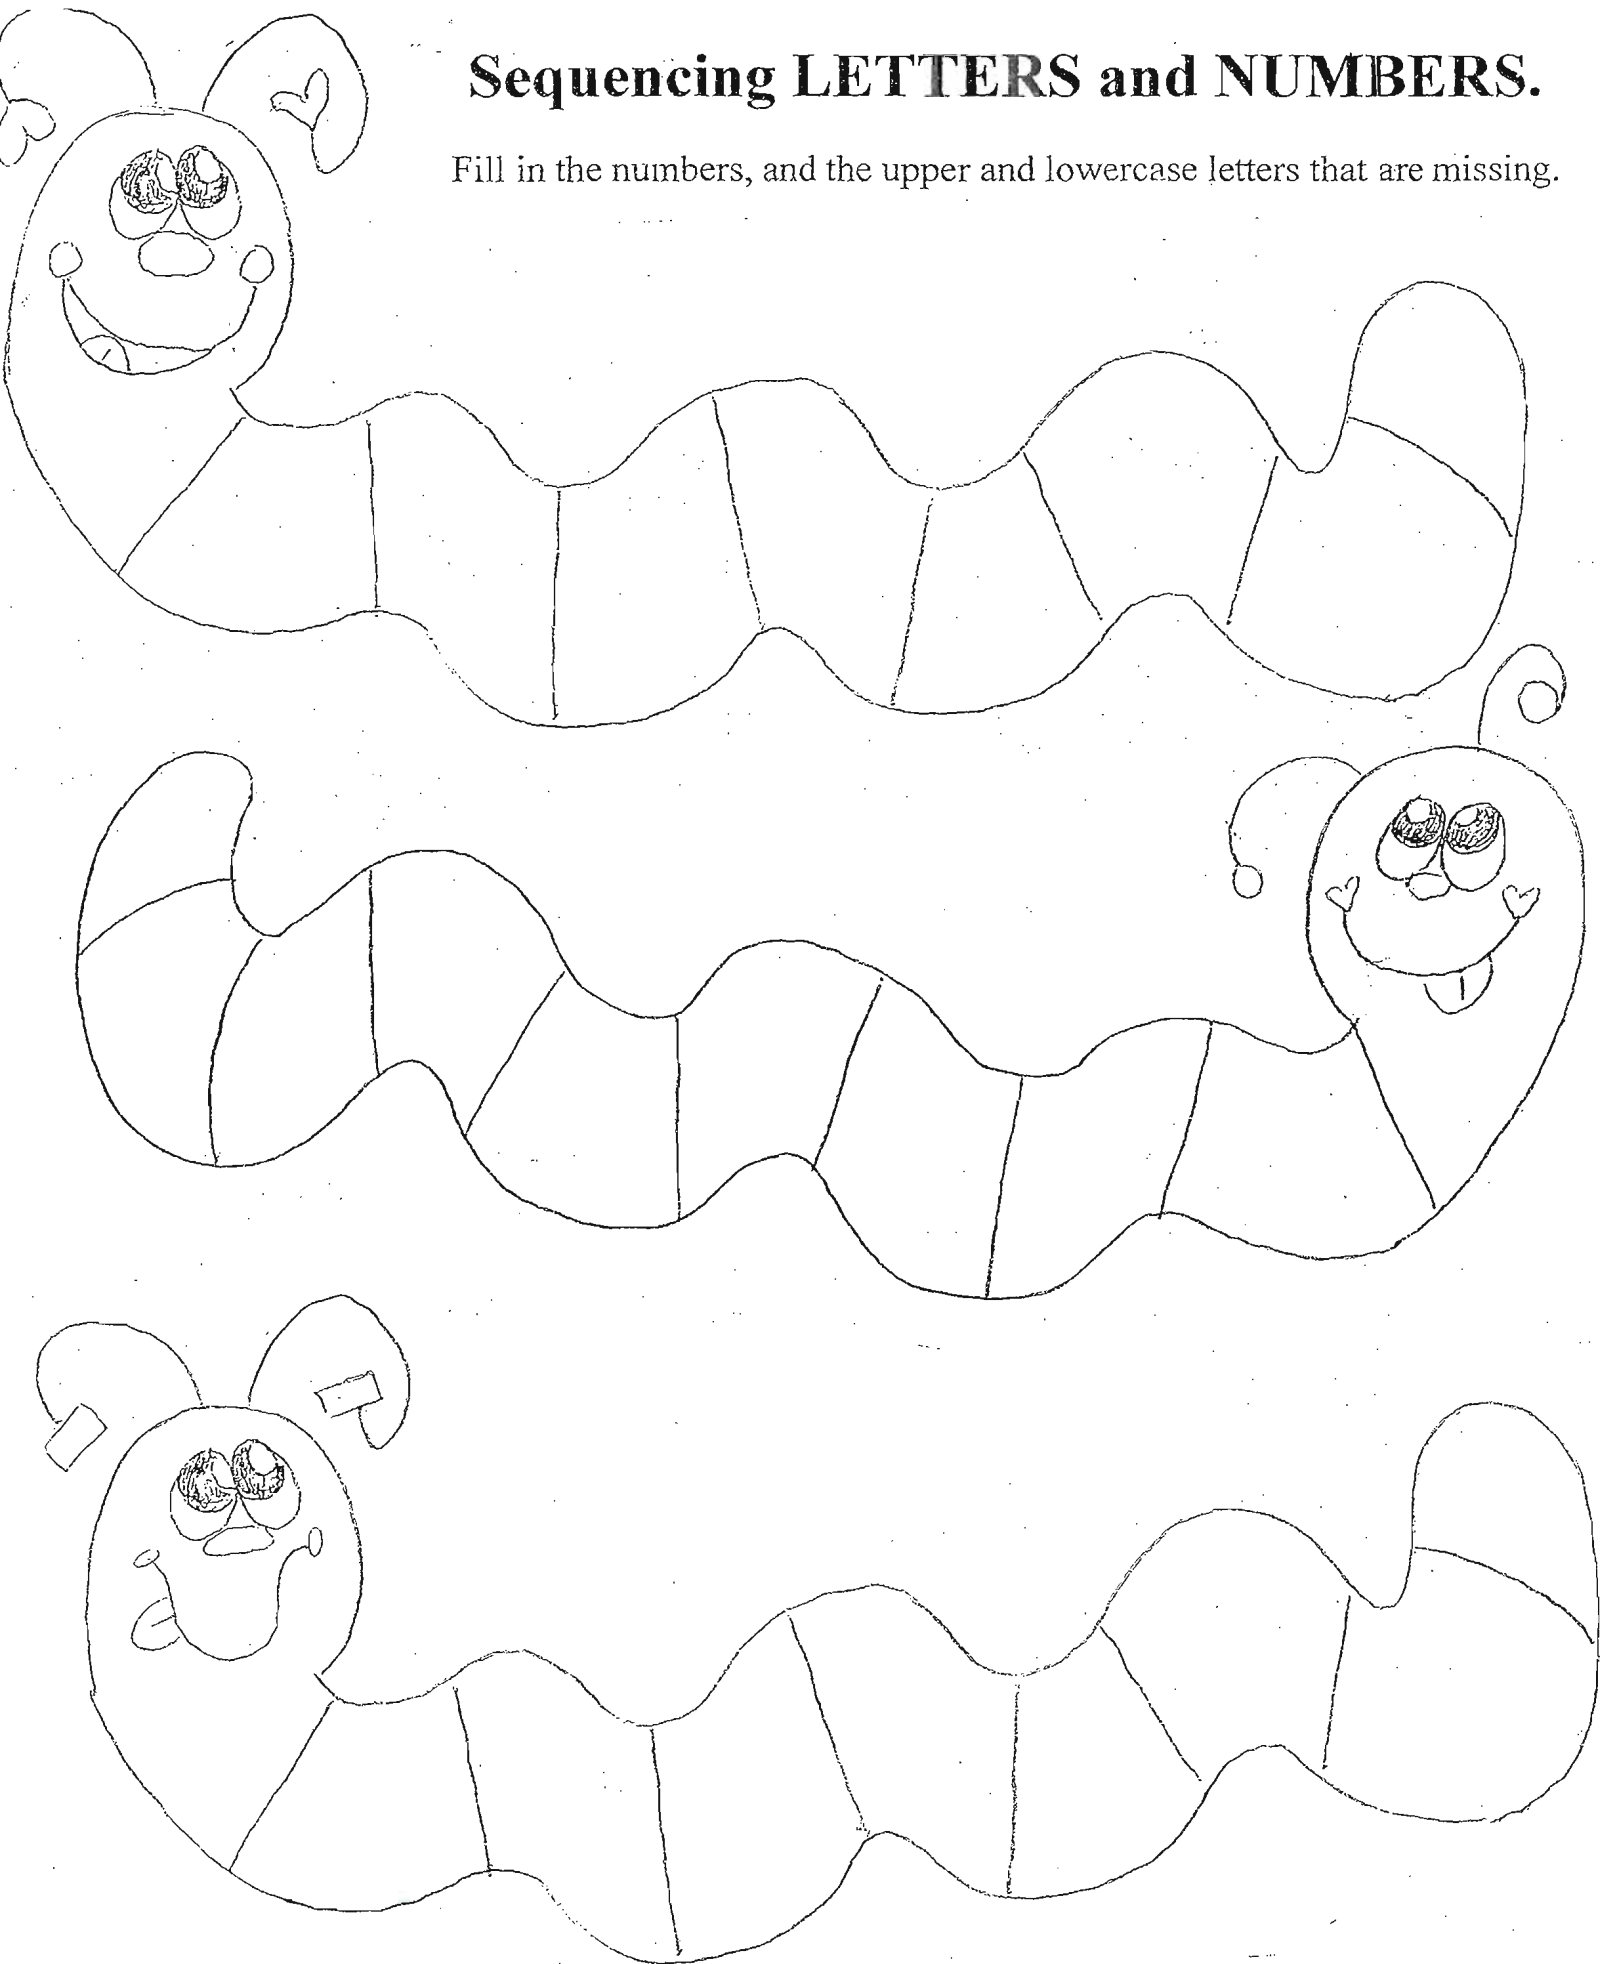 Sequencing LETTERS and NUMBERS.
Fill in the numbers, and the upper and lowercase letters that are missing.